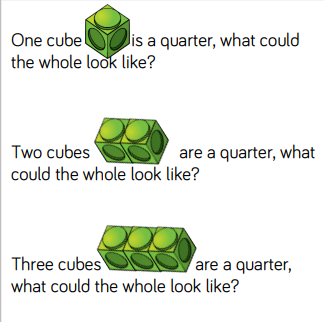 One cube is a quarter, what could
the whole look like?
Two cubes are a quarter, what
could the whole look like?
Three cubes are a quarter,
what could the whole look like?